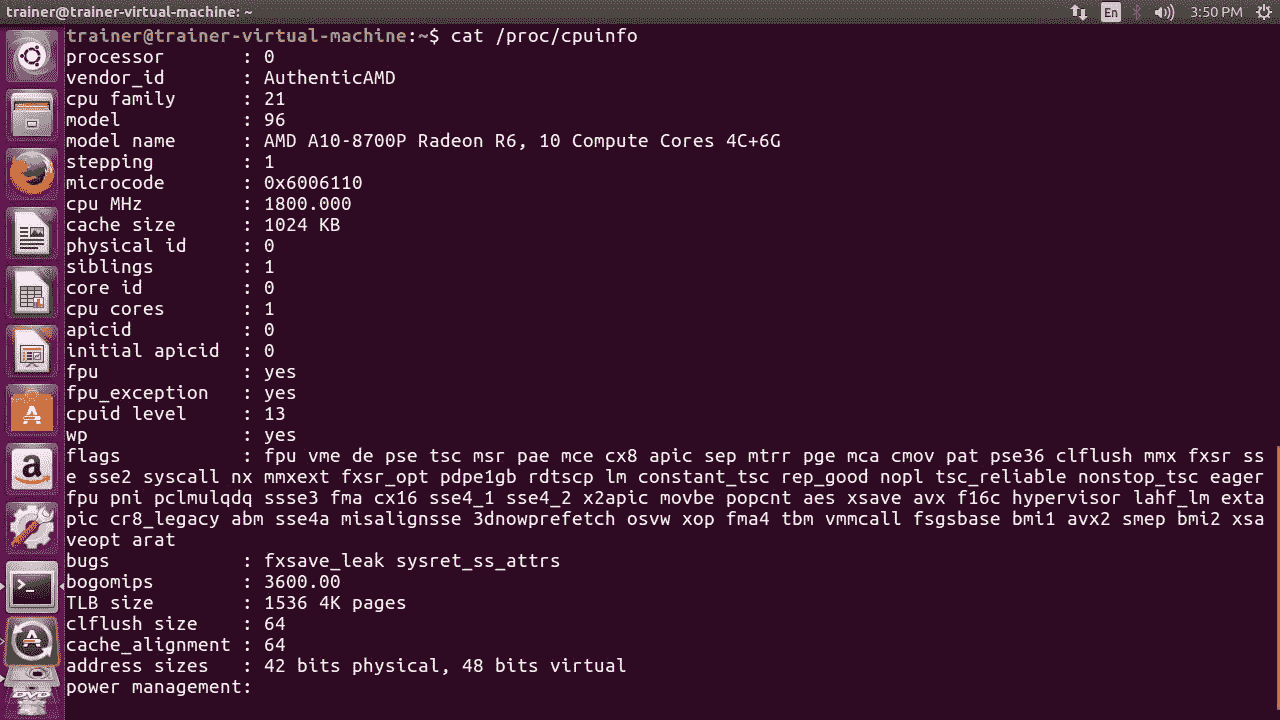 trainer@trainer-virtual-machine: ~
En
3:50 PM
trainer@trainer-virtual-machine:~$ cat /proc/cpuinfo
processor : 0
vendor_id : AuthenticAMD
cpu family : 21
model : 96
model name : AMD A10-8700P Radeon R6, 10 Compute Cores 4C+6G
stepping : 1
microcode : 0x6006110
cpu MHz : 1800.000
cache size : 1024 KB
physical id : 0
siblings : 1
core id : 0
cpu cores : 1
apicid : 0
initial apicid : 0
fpu : yes
fpu_exception : yes
cpuid level : 13
wp : yes
flags : fpu vme de pse tsc msr pae mce cx8 apic sep mtrr pge mca cmov pat pse36 clflush mmx fxsr ss
e sse2 syscall nx mmxext fxsr_opt pdpe1gb rdtscp lm constant_tsc rep_good nopl tsc_reliable nonstop_tsc eager
fpu pni pclmulqdq ssse3 fma cx16 sse4_1 sse4_2 x2apic movbe popcnt aes xsave avx f16c hypervisor lahf_lm exta
pic cr8_legacy abm sse4a misalignsse 3dnowprefetch osvw xop fma4 tbm vmmcall fsgsbase bmi1 avx2 smep bmi2 xsa
veopt arat
bugs : fxsave_leak sysret_ss_attrs
bogomips : 3600.00
TLB size : 1536 4K pages
clflush size : 64
cache_alignment : 64
address sizes : 42 bits physical, 48 bits virtual
power management:
DVD